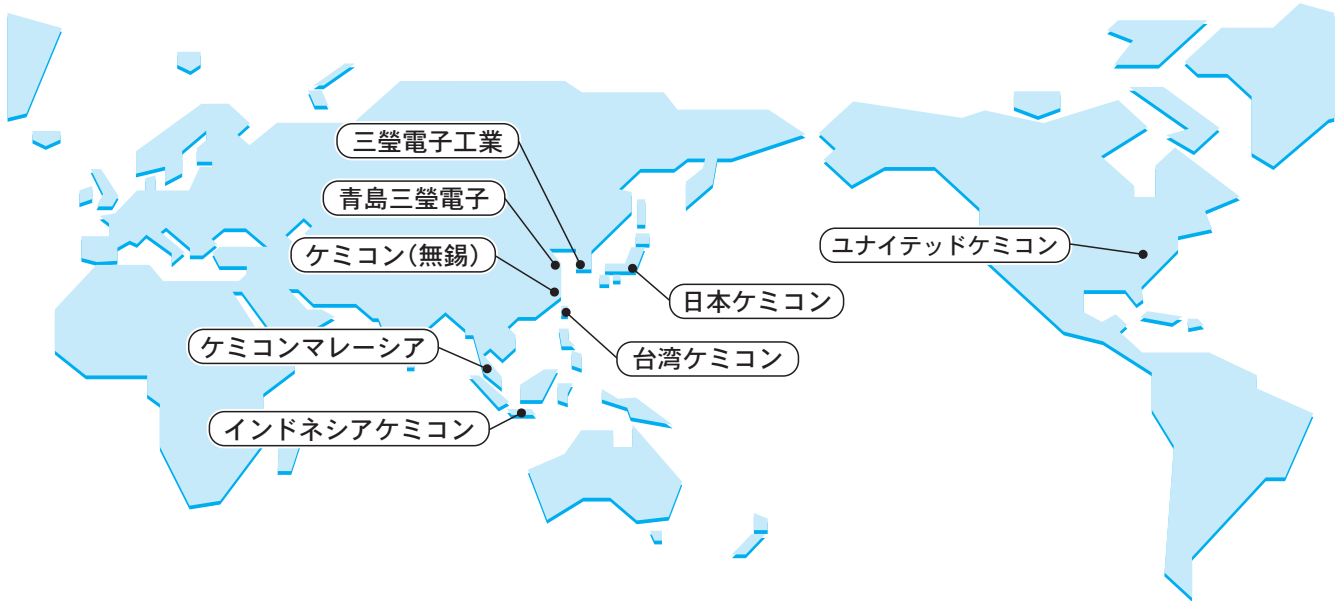 三瑩電子工業
青島三瑩電子
ケミコン(無錫)
ユナイテッドケミコン
日本ケミコン
ケミコンマレーシア
台湾ケミコン
インドネシアケミコン